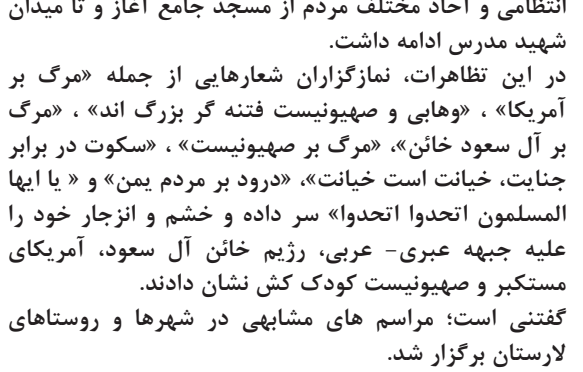 انتظامی و آحاد مختلف مردم از مسجد جامع آغاز و تا میدان
شهید مدرس ادامه داشت.
در این تظاهرات، نمازگزاران شعارهایی از جمله «مرگ بر
آمریکا» ، «وهابی و صهیونیست فتنه گر بزرگ اند» ، «مرگ
بر آل سعود خائن»، «مرگ بر صهیونیست» ، «سکوت در برابر
جنایت، خیانت است خیانت»، «درود بر مردم یمن» و « یا ایها
المسلمون اتحدوا اتحدوا» سر داده و خشم و انزجار خود را
علیه جبهه عبری- عربی، رژیم خائن آل سعود، آمریکای
مستکبر و صهیونیست کودک کش نشان دادند.
گفتنی است؛ مراسم های مشابهی در شهرها و روستاهای
لارستان برگزار شد.